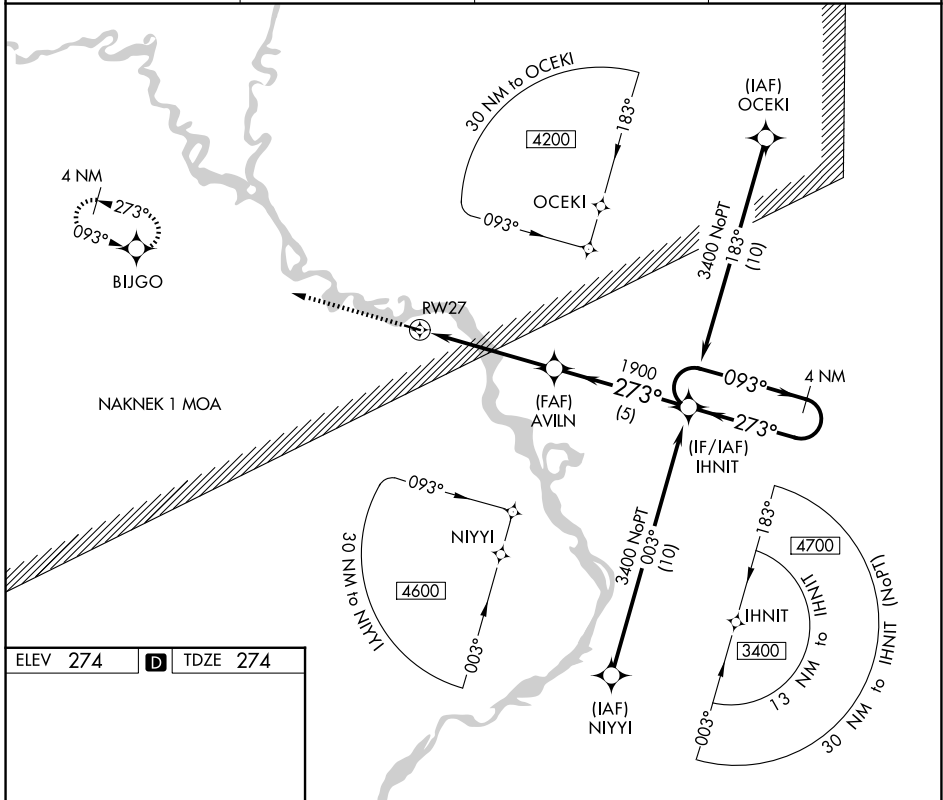 30 NM to OCEKI
4200
183°
OCEKI
093°
(IAF)
OCEKI
3400 NoPT
183°
(10)
4 NM
273°
093°
BIJGO
RW27
NAKNEK 1 MOA
(FAF)
AVILN
1900
273°
(5)
093°
4 NM
273°
(IF/IAF)
IHNIT
093°
NIYYI
30 NM to NIYYI
4600
003°
3400 NoPT
003°
(10)
(IAF)
NIYYI
183°
4700
IHNIT
3400
13 NM to IHNIT
30 NM to IHNIT (NoPT)
003°
ELEV 274 D TDZE 274